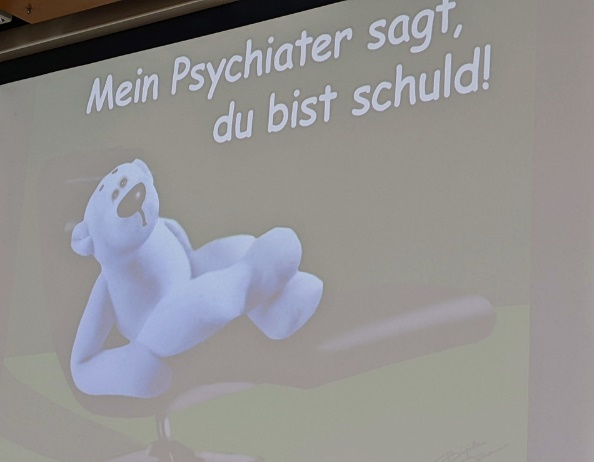 Mein Psychiater sagt,
du bist schuld!